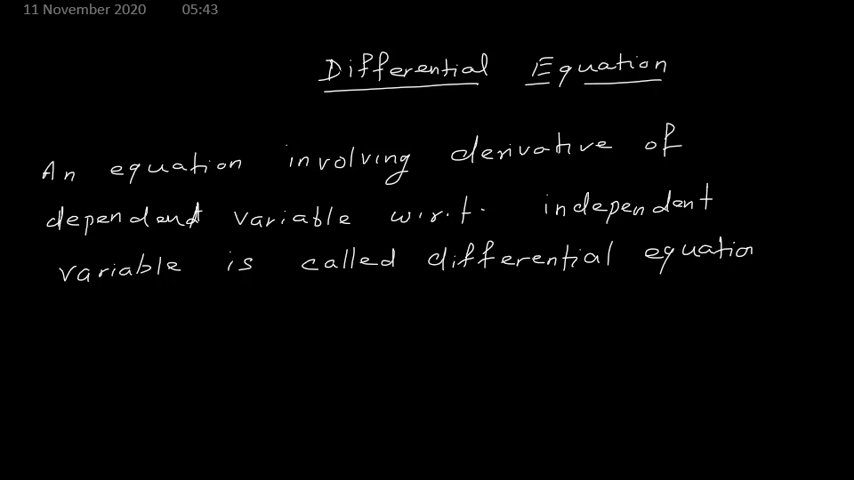 11 November 2020 05:43
Differential Equation
An equation involving derivative of
dependent variable w.r.t. independent
variable is called differential equation